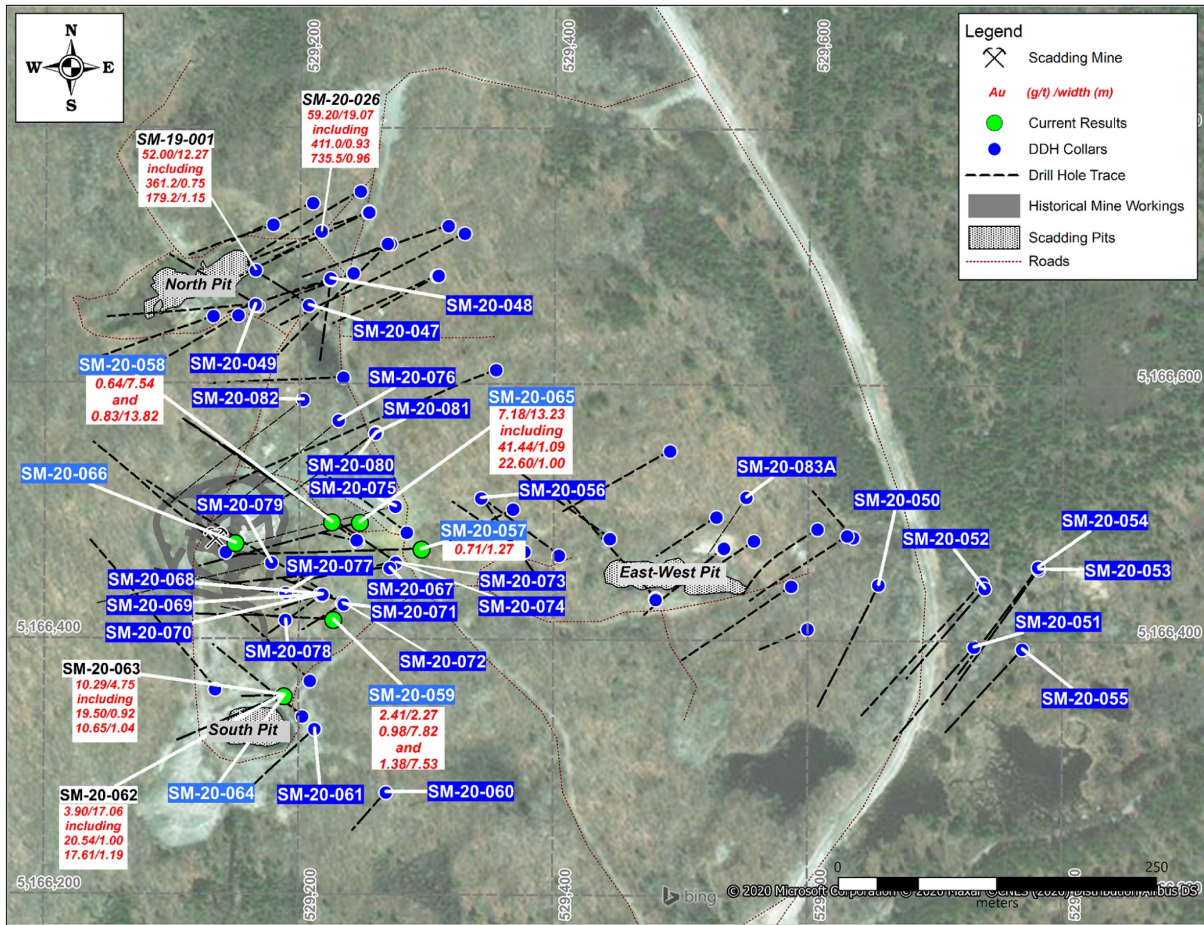 N
W E
S
529,200
529,400
529,600
Legend
Scadding Mine
Au (g/t) /width (m)
Current Results
DDH Collars
Drill Hole Trace
Historical Mine Workings
Scadding Pits
Roads
SM-20-026
59.20/19.07
including
411.0/0.93
735.5/0.96
SM-19-001
52.00/12.27
including
361.2/0.75
179.2/1.15
North Pit
SM-20-048
SM-20-047
SM-20-049
SM-20-058
0.64/7.54
and
0.83/13.82
SM-20-082
SM-20-076
SM-20-081
SM-20-065
7.18/13.23
including
41.44/1.09
22.60/1.00
5,166,600
SM-20-066
SM-20-080
SM-20-075
SM-20-079
SM-20-056
SM-20-083A
SM-20-050
SM-20-057
0.71/1.27
SM-20-052
SM-20-054
SM-20-053
SM-20-077
SM-20-068
SM-20-067
SM-20-073
East-West Pit
SM-20-069
SM-20-071
SM-20-074
SM-20-070
SM-20-051
5,166,400
5,166,400
SM-20-078
SM-20-072
SM-20-063
10.29/4.75
including
19.50/0.92
10.65/1.04
SM-20-059
2.41/2.27
0.98/7.82
and
1.38/7.53
SM-20-055
South Pit
SM-20-062
3.90/17.06
including
20.54/1.00
17.61/1.19
SM-20-064
SM-20-061
SM-20-060
5,166,200
529,200
529,400
0 250
meters
bing
© 2020 Microsoft Corporation © 2020 Maxar ©CNES (2020) Distribution Airbus DS